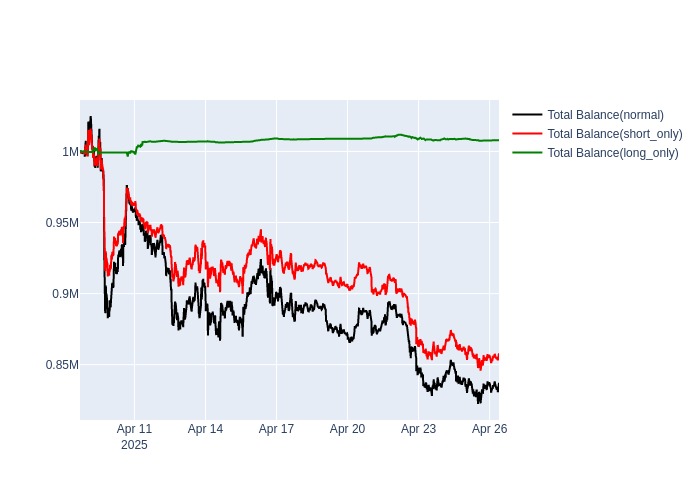 Total Balance(normal)
Total Balance(short_only)
Total Balance(long_only)
1M
0.95M
0.9M
0.85M
Apr 11
2025
Apr 14
Apr 17
Apr 20
Apr 23
Apr 26